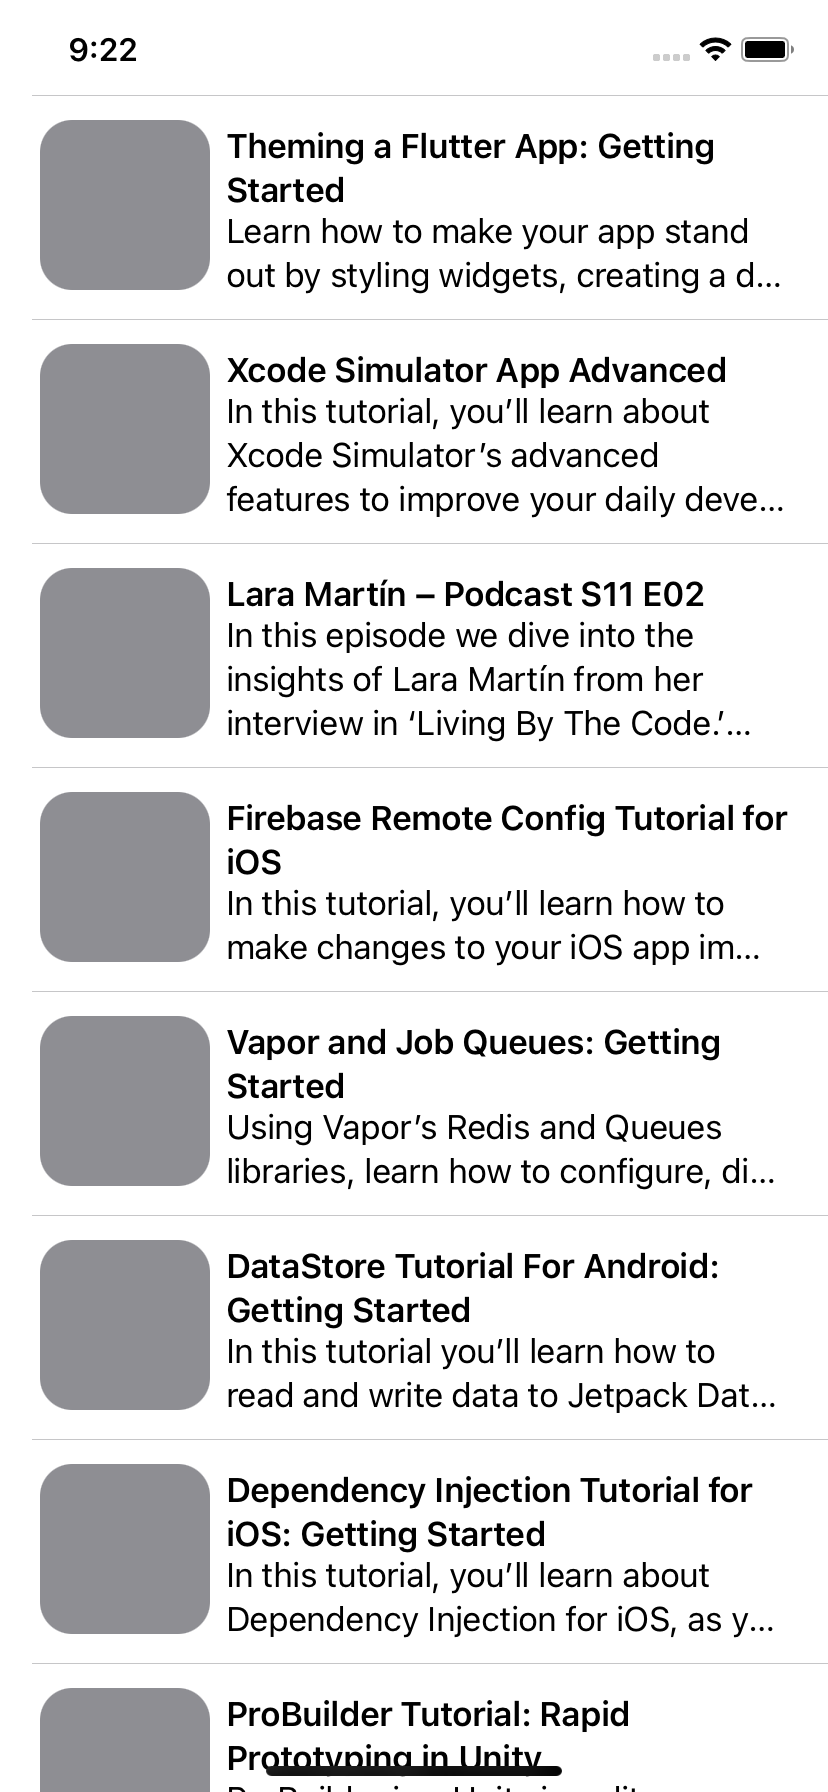 9:22
Theming a Flutter App: Getting
Started
Learn how to make your app stand
out by styling widgets, creating a d...
Xcode Simulator App Advanced
In this tutorial, you’ll learn about
Xcode Simulator’s advanced
features to improve your daily deve...
Lara Martín – Podcast S11 E02
In this episode we dive into the
insights of Lara Martín from her
interview in ‘Living By The Code.’...
Firebase Remote Config Tutorial for
iOS
In this tutorial, you’ll learn how to
make changes to your iOS app im...
Vapor and Job Queues: Getting
Started
Using Vapor’s Redis and Queues
libraries, learn how to configure, di...
DataStore Tutorial For Android:
Getting Started
In this tutorial you’ll learn how to
read and write data to Jetpack Dat...
Dependency Injection Tutorial for
iOS: Getting Started
In this tutorial, you’ll learn about
Dependency Injection for iOS, as y...
ProBuilder Tutorial: Rapid
Prototyping in Unity